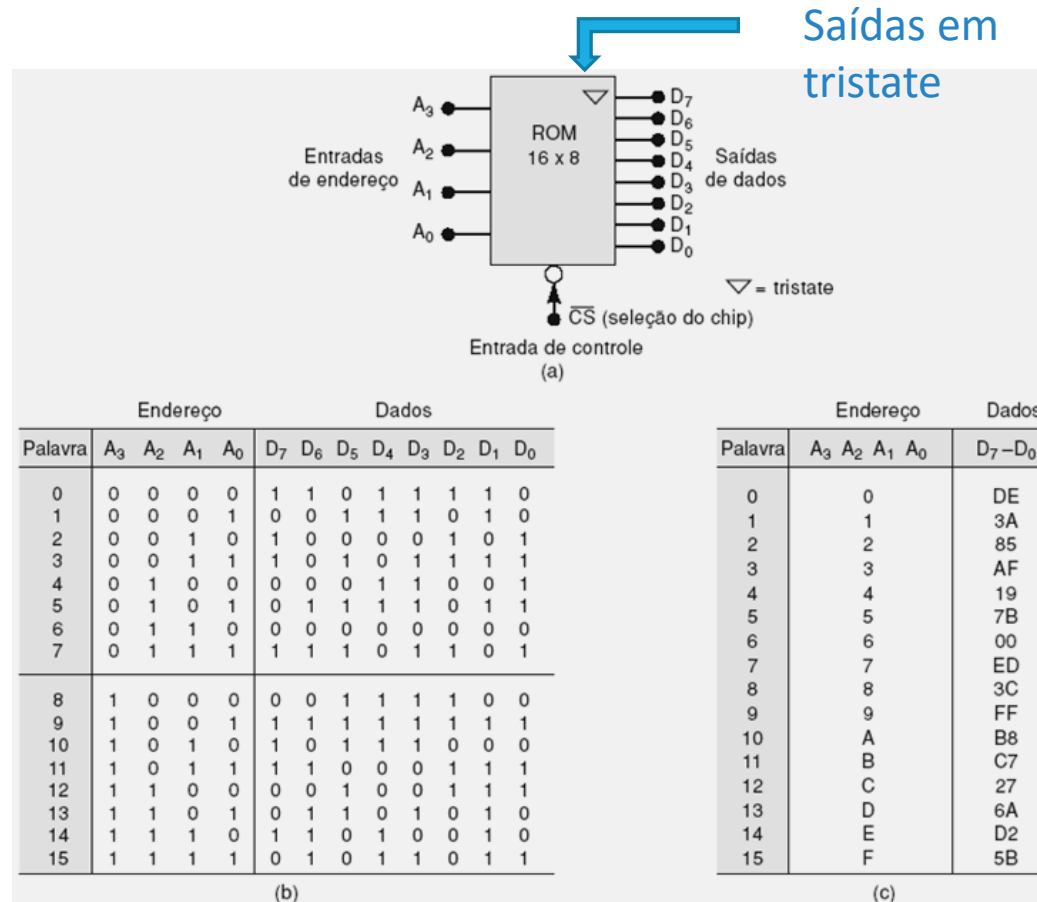 Saídas em
tristate
A₃
A₂
A₁
A₀
Entradas
de endereço
ROM
16 x 8
D₇
D₆
D₅
D₄
D₃
D₂
D₁
D₀
Saídas
de dados
▽ = tristate
C̅S̅ (seleção do chip)
Entrada de controle
(a)
Endereço Dados
Palavra A₃ A₂ A₁ A₀ D₇ D₆ D₅ D₄ D₃ D₂ D₁ D₀
0 0 0 0 0 1 1 0 1 1 1 1 0
1 0 0 0 1 0 0 1 1 1 0 1 0
2 0 0 1 0 1 0 0 0 0 1 0 1
3 0 0 1 1 1 0 1 0 1 1 1 1
4 0 1 0 0 0 0 0 1 1 0 0 1
5 0 1 0 1 0 1 1 1 1 0 1 1
6 0 1 1 0 0 0 0 0 0 0 0 0
7 0 1 1 1 1 1 1 0 1 1 0 1
8 1 0 0 0 0 0 1 1 1 1 0 0
9 1 0 0 1 1 1 1 1 1 1 1 1
10 1 0 1 0 1 0 1 1 1 0 0 0
11 1 0 1 1 1 1 0 0 0 1 1 1
12 1 1 0 0 0 0 1 0 0 1 1 1
13 1 1 0 1 0 1 1 0 1 0 1 0
14 1 1 1 0 1 1 0 1 0 0 1 0
15 1 1 1 1 0 1 0 1 1 0 1 1
(b)
Endereço Dados
Palavra A₃ A₂ A₁ A₀ D₇–D₀
0 0 DE
1 1 3A
2 2 85
3 3 AF
4 4 19
5 5 7B
6 6 00
7 7 ED
8 8 3C
9 9 FF
10 A B8
11 B C7
12 C 27
13 D 6A
14 E D2
15 F 5B
(c)